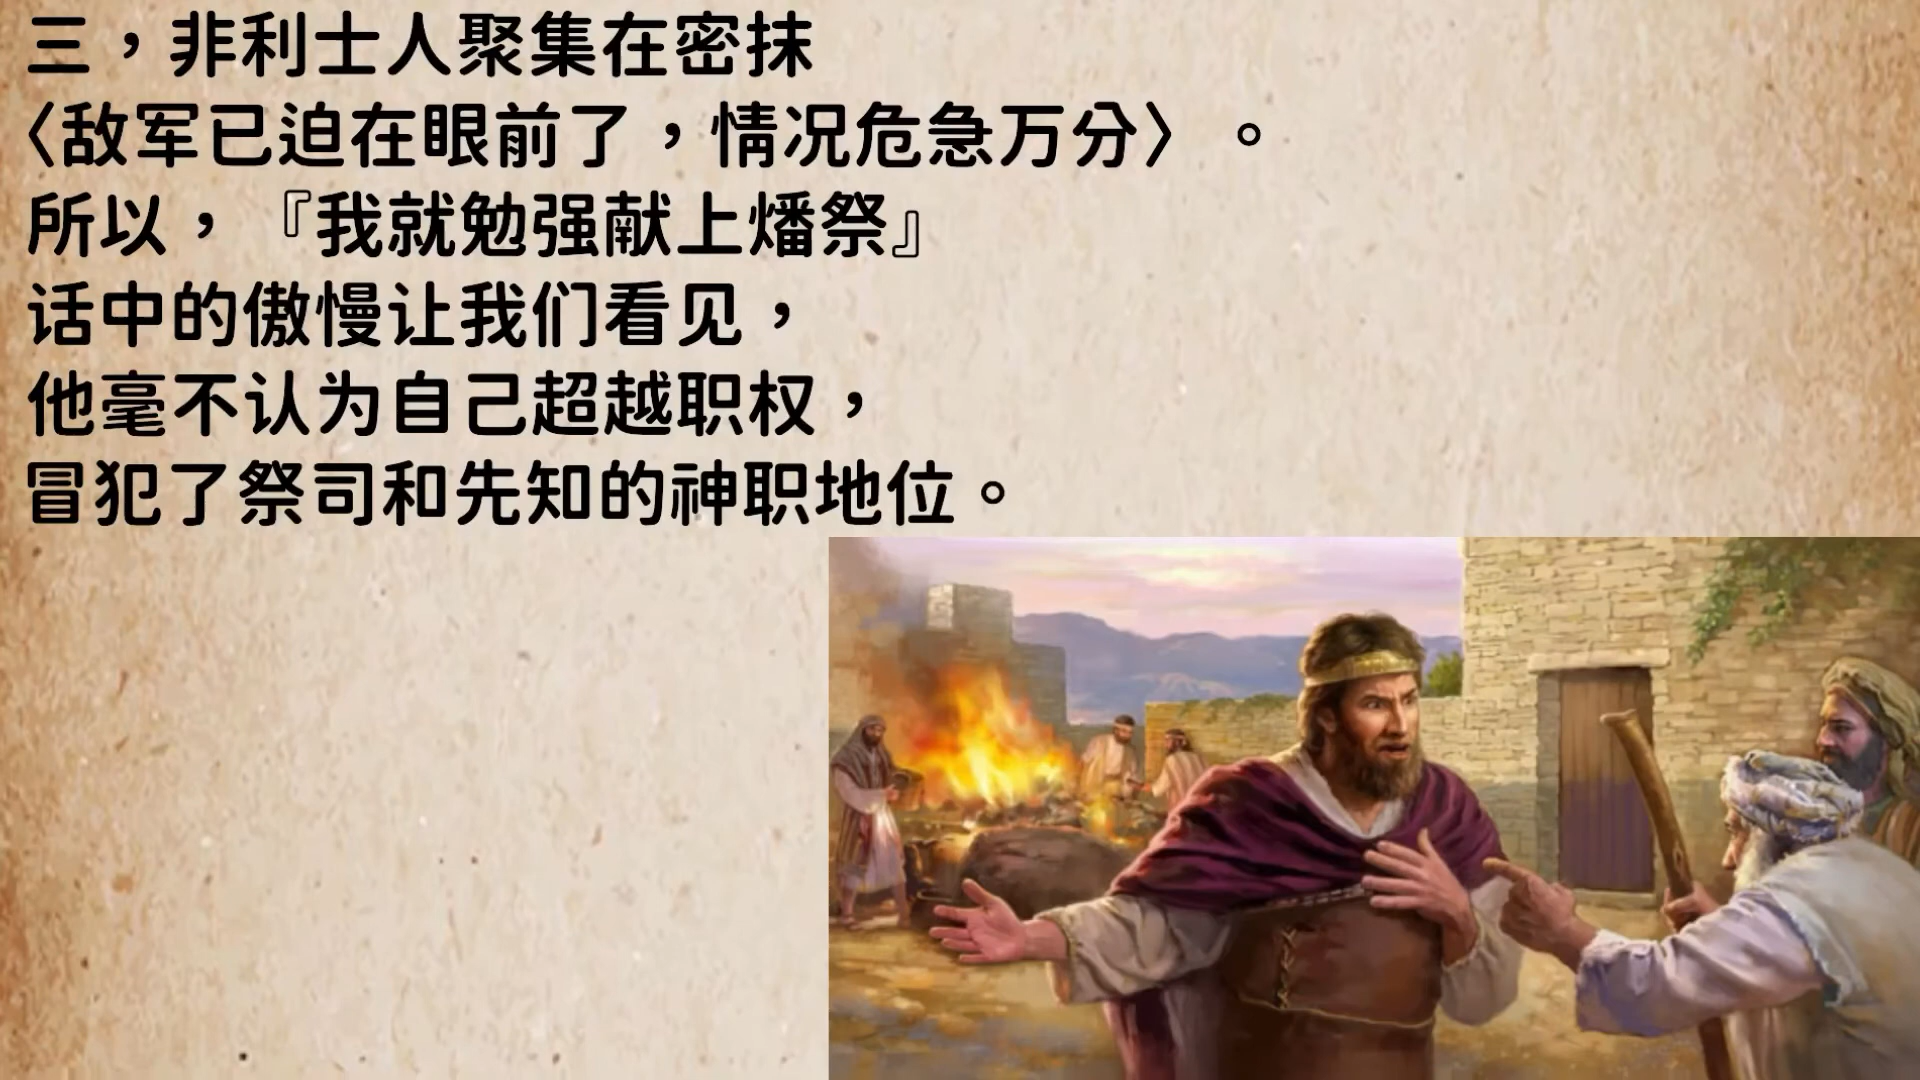 三，非利士人聚集在密抹
〈敌军已迫在眼前了，情况危急万分〉。
所以，『我就勉强献上燔祭』
话中的傲慢让我们看见，
他毫不认为自己超越职权，
冒犯了祭司和先知的神职地位。